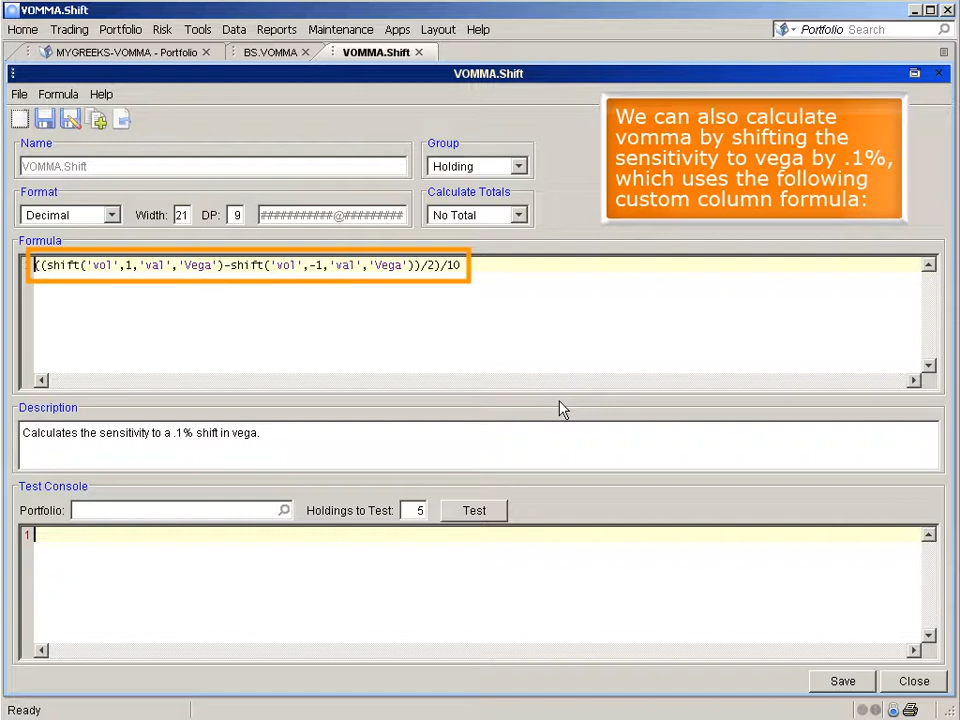 VOMMA.Shift
Home Trading Portfolio Risk Tools Data Reports Maintenance Apps Layout Help
Portfolio Search
MYGREEKS-VOMMA - Portfolio
BS.VOMMA
VOMMA.Shift
VOMMA.Shift
File Formula Help
We can also calculate
vomma by shifting the
sensitivity to vega by .1%,
which uses the following
custom column formula:
Name
VOMMA.Shift
Group
Holding
Format
Decimal
Width: 21 DP: 9 ###########@#########
Calculate Totals
No Total
Formula
((shift('vol',1,'val','Vega')-shift('vol',-1,'val','Vega'))/2)/10
Description
Calculates the sensitivity to a .1% shift in vega.
Test Console
Portfolio:
Holdings to Test: 5 Test
1
Save Close
Ready